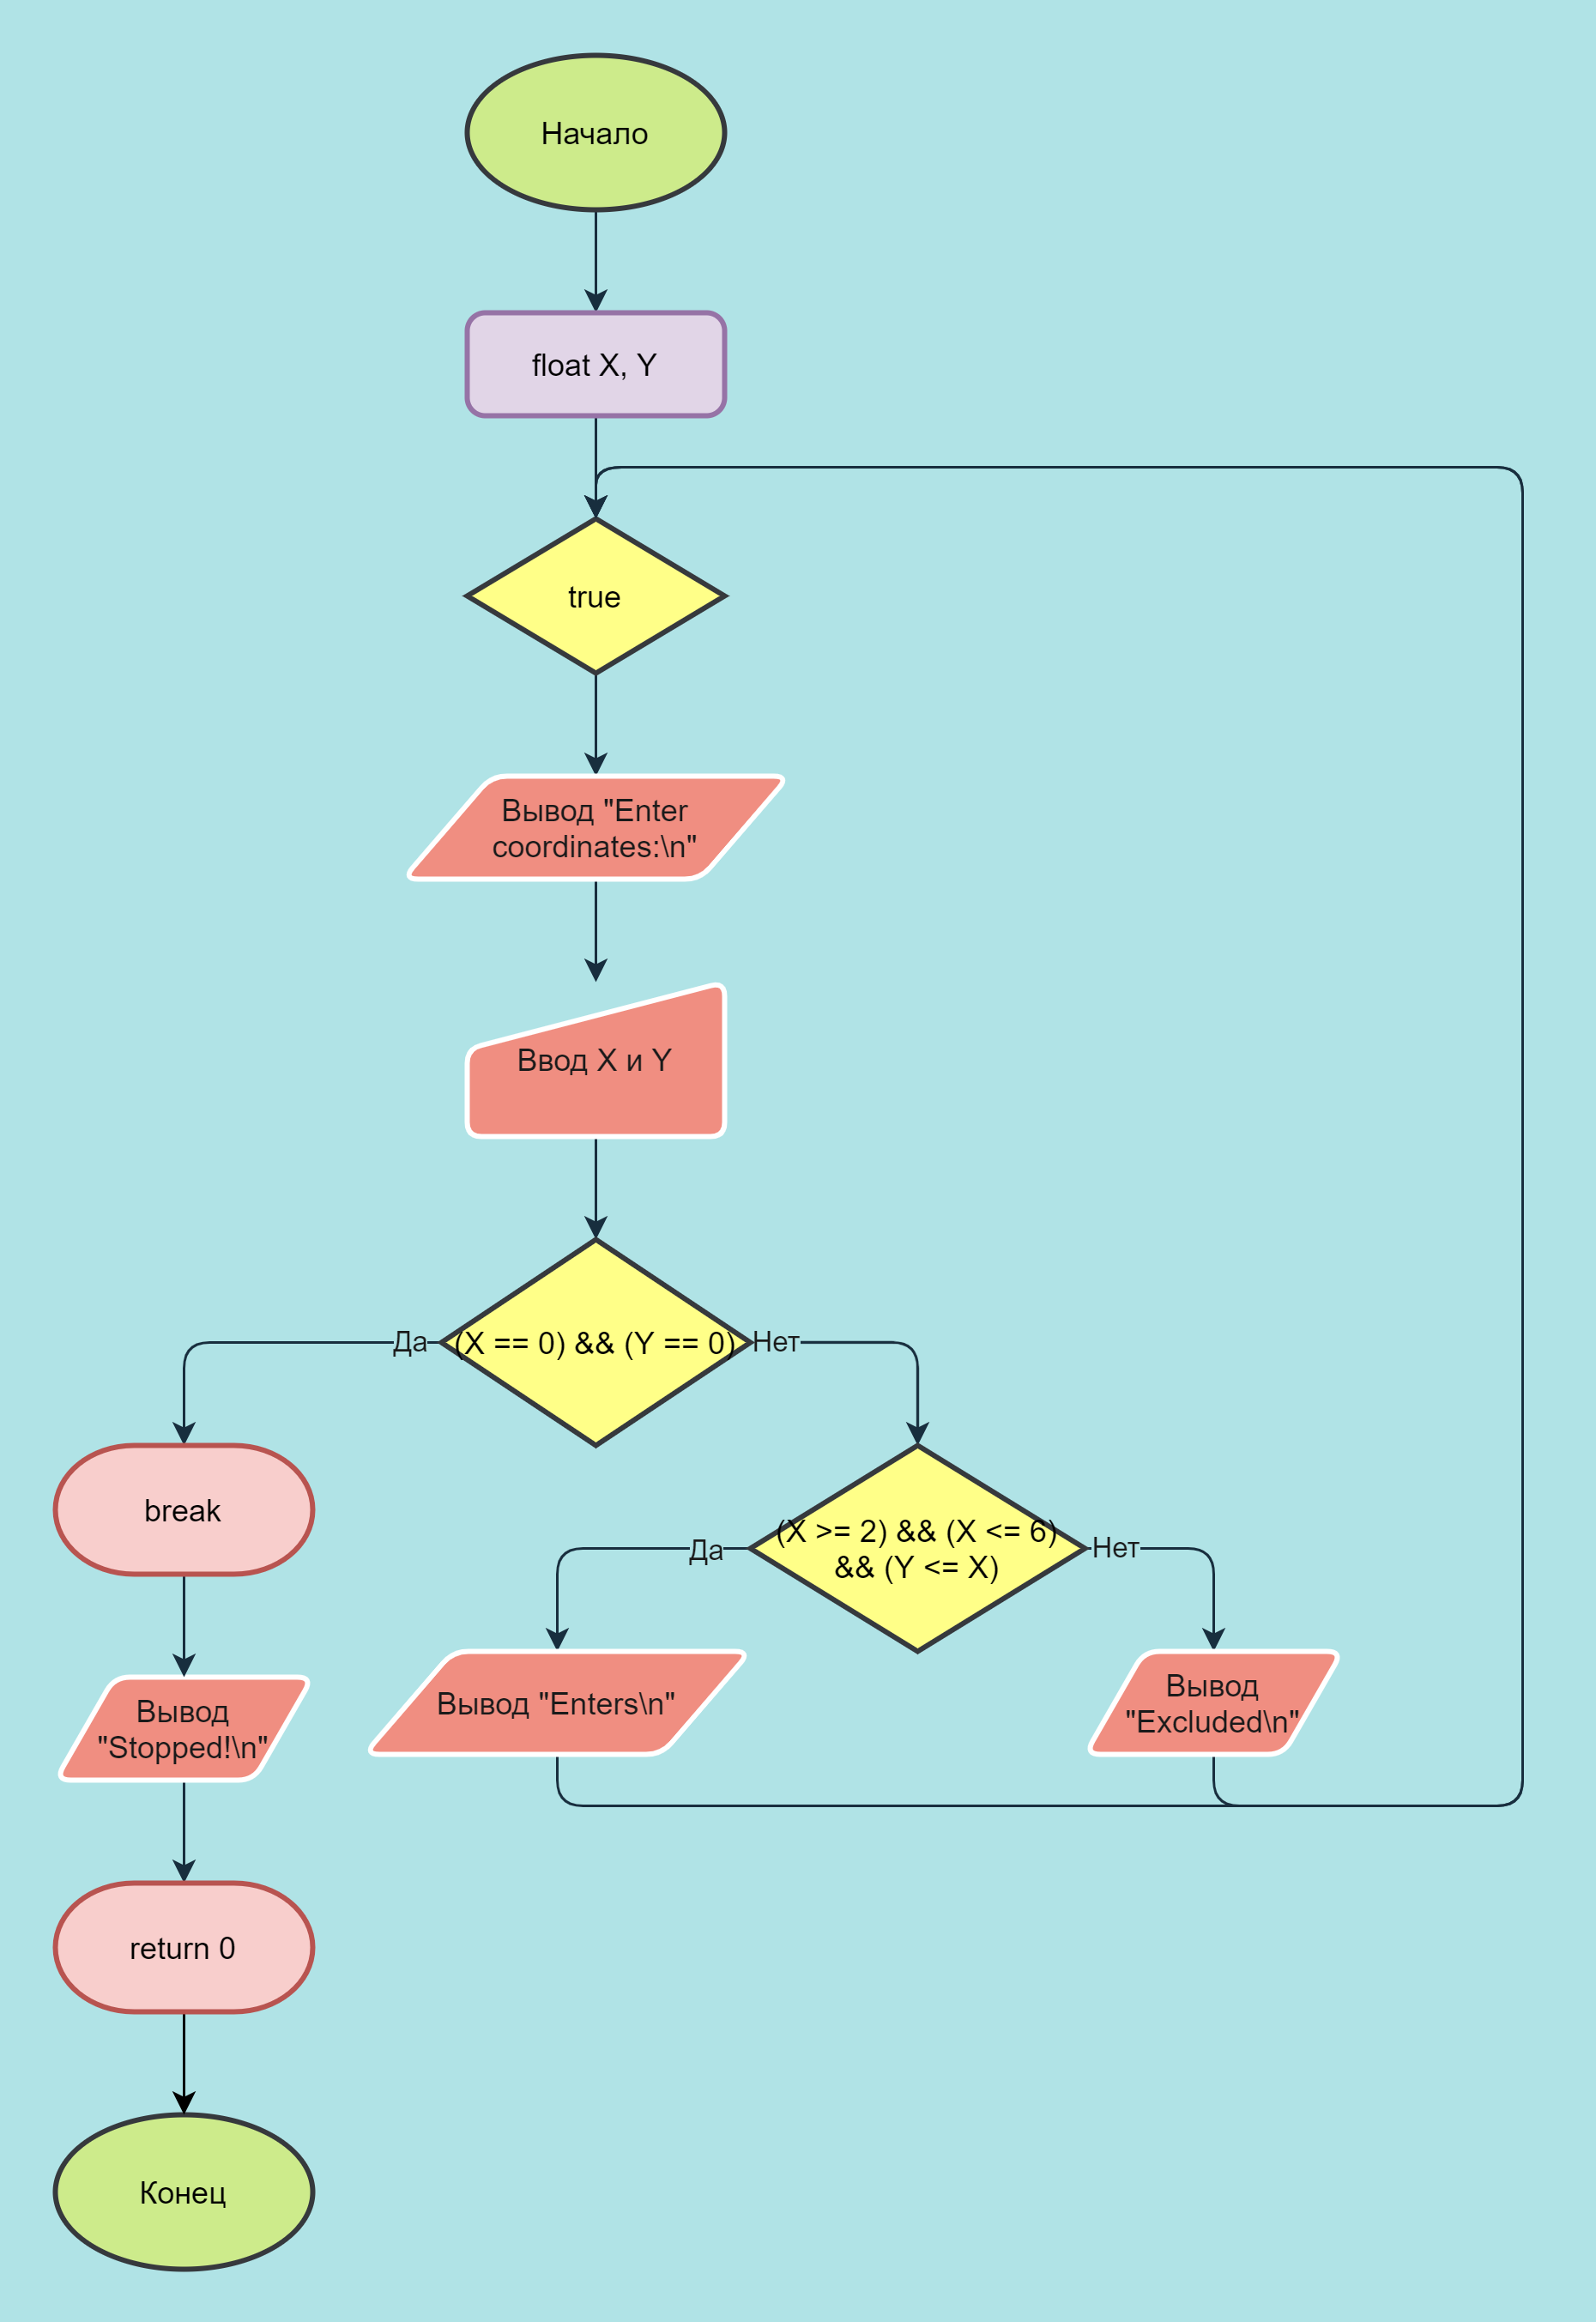 Начало
float X, Y
true
Вывод "Enter
coordinates:\n"
Ввод X и Y
Да
(X == 0) && (Y == 0)
Нет
break
(X >= 2) && (X <= 6)
&& (Y <= X)
Да
Нет
Вывод
"Stopped!\n"
Вывод "Enters\n"
Вывод
"Excluded\n"
return 0
Конец